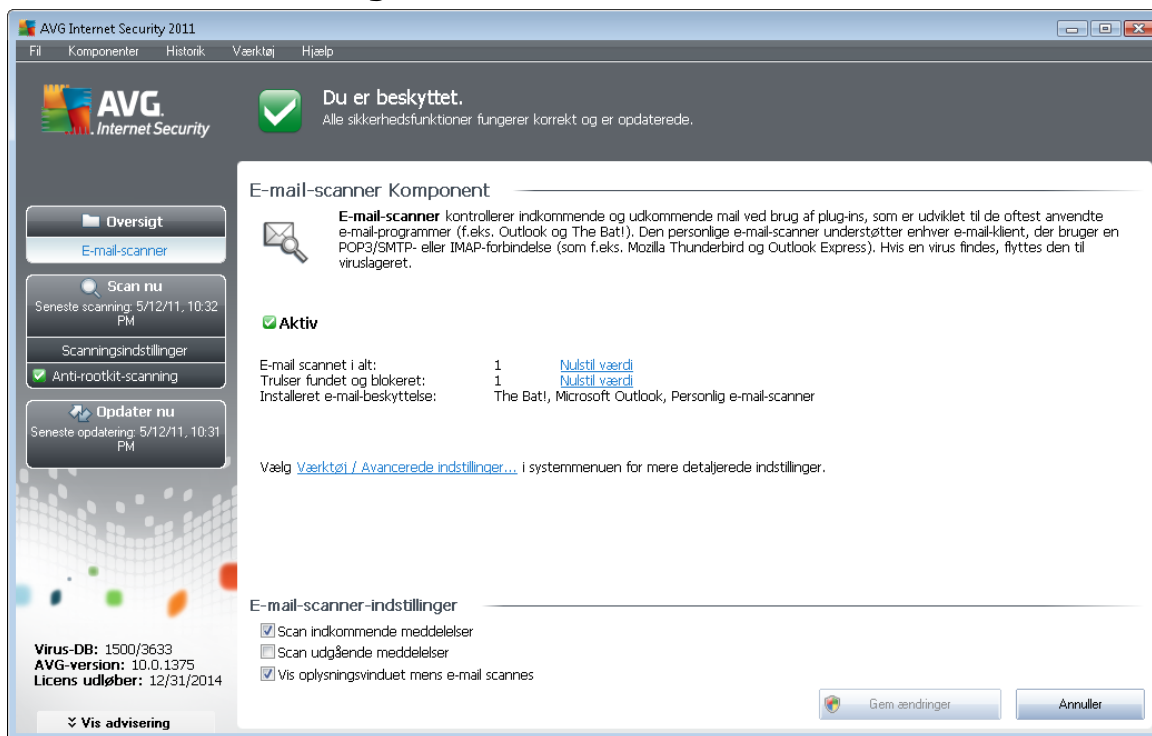 AVG Internet Security 2011
Fil Komponenter Historik Værktøj Hjælp
AVG.
Internet Security
Du er beskyttet.
Alle sikkerhedsfunktioner fungerer korrekt og er opdaterede.
Oversigt
E-mail-scanner
Scan nu
Seneste scanning: 5/12/11, 10:32
PM
Scanningsindstillinger
Anti-rootkit-scanning
Opdater nu
Seneste opdatering: 5/12/11, 10:31
PM
Virus-DB: 1500/3633
AVG-version: 10.0.1375
Licens udløber: 12/31/2014
Vis advisering
E-mail-scanner Komponent
E-mail-scanner kontrollerer indkommende og udkommende mail ved brug af plug-ins, som er udviklet til de oftest anvendte
e-mail-programmer (f.eks. Outlook og The Bat!). Den personlige e-mail-scanner understøtter enhver e-mail-klient, der bruger en
POP3/SMTP- eller IMAP-forbindelse (som f.eks. Mozilla Thunderbird og Outlook Express). Hvis en virus findes, flyttes den til
viruslageret.
Aktiv
E-mail scannet i alt: 1 Nulstil værdi
Trulser fundet og blokeret: 1 Nulstil værdi
Installeret e-mail-beskyttelse: The Bat!, Microsoft Outlook, Personlig e-mail-scanner
Vælg Værktøj / Avancerede indstillinger... i systemmenuen for mere detaljerede indstillinger.
E-mail-scanner-indstillinger
Scan indkommende meddelelser
Scan udgående meddelelser
Vis oplysningsvinduet mens e-mail scannes
Gem ændringer Annuller